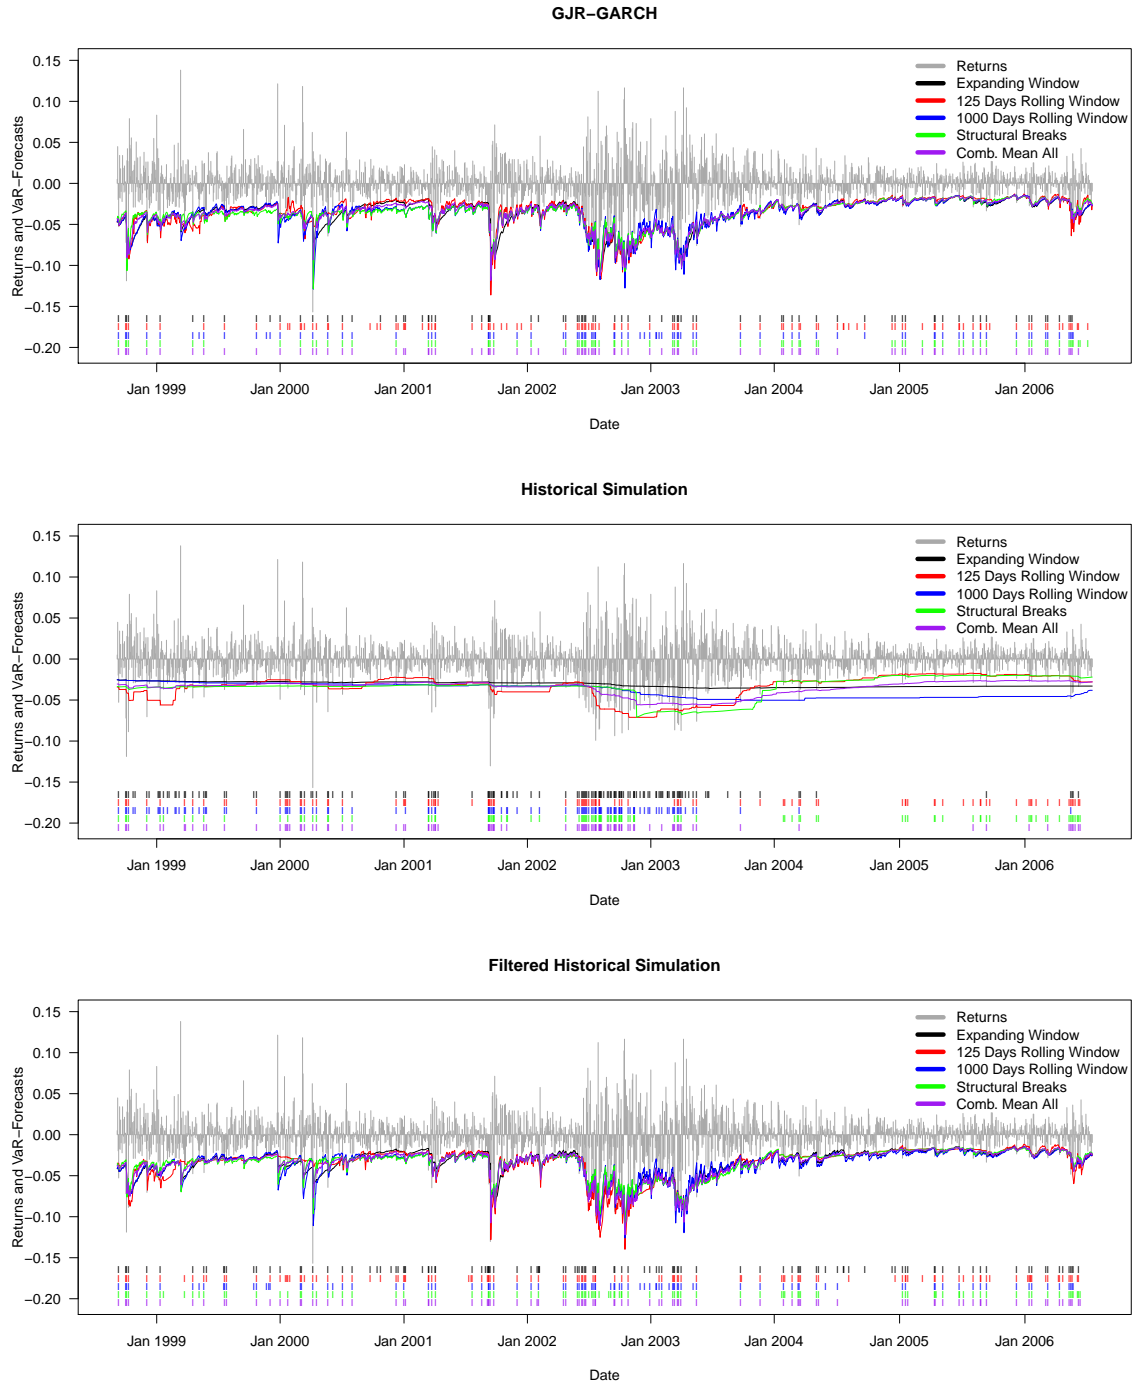 GJR−GARCH
Returns and VaR−Forecasts
0.15
0.10
0.05
0.00
−0.05
−0.10
−0.15
−0.20
Returns
Expanding Window
125 Days Rolling Window
1000 Days Rolling Window
Structural Breaks
Comb. Mean All
Jan 1999 Jan 2000 Jan 2001 Jan 2002 Jan 2003 Jan 2004 Jan 2005 Jan 2006
Date
Historical Simulation
Returns and VaR−Forecasts
0.15
0.10
0.05
0.00
−0.05
−0.10
−0.15
−0.20
Returns
Expanding Window
125 Days Rolling Window
1000 Days Rolling Window
Structural Breaks
Comb. Mean All
Jan 1999 Jan 2000 Jan 2001 Jan 2002 Jan 2003 Jan 2004 Jan 2005 Jan 2006
Date
Filtered Historical Simulation
Returns and VaR−Forecasts
0.15
0.10
0.05
0.00
−0.05
−0.10
−0.15
−0.20
Returns
Expanding Window
125 Days Rolling Window
1000 Days Rolling Window
Structural Breaks
Comb. Mean All
Jan 1999 Jan 2000 Jan 2001 Jan 2002 Jan 2003 Jan 2004 Jan 2005 Jan 2006
Date